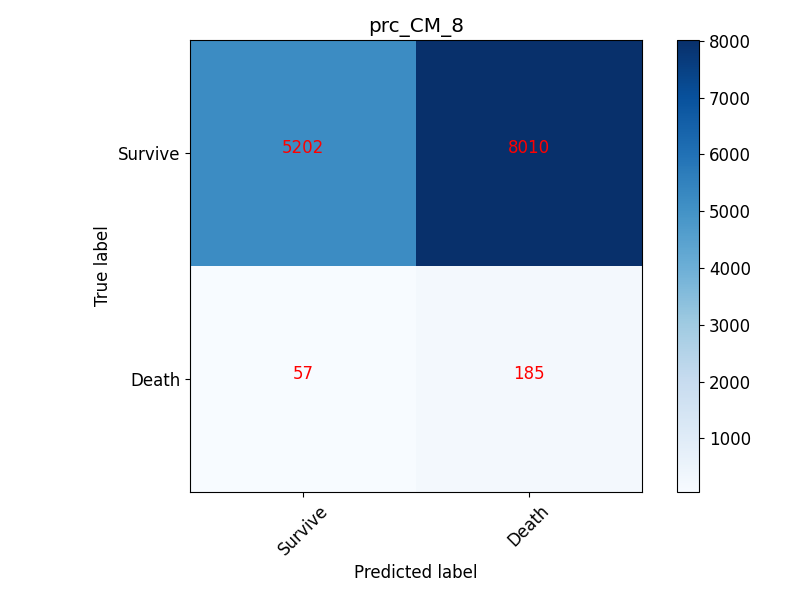 prc_CM_8
8000
7000
6000
5000
4000
3000
2000
1000
Survive
5202
8010
True label
Death
57
185
Survive
Death
Predicted label